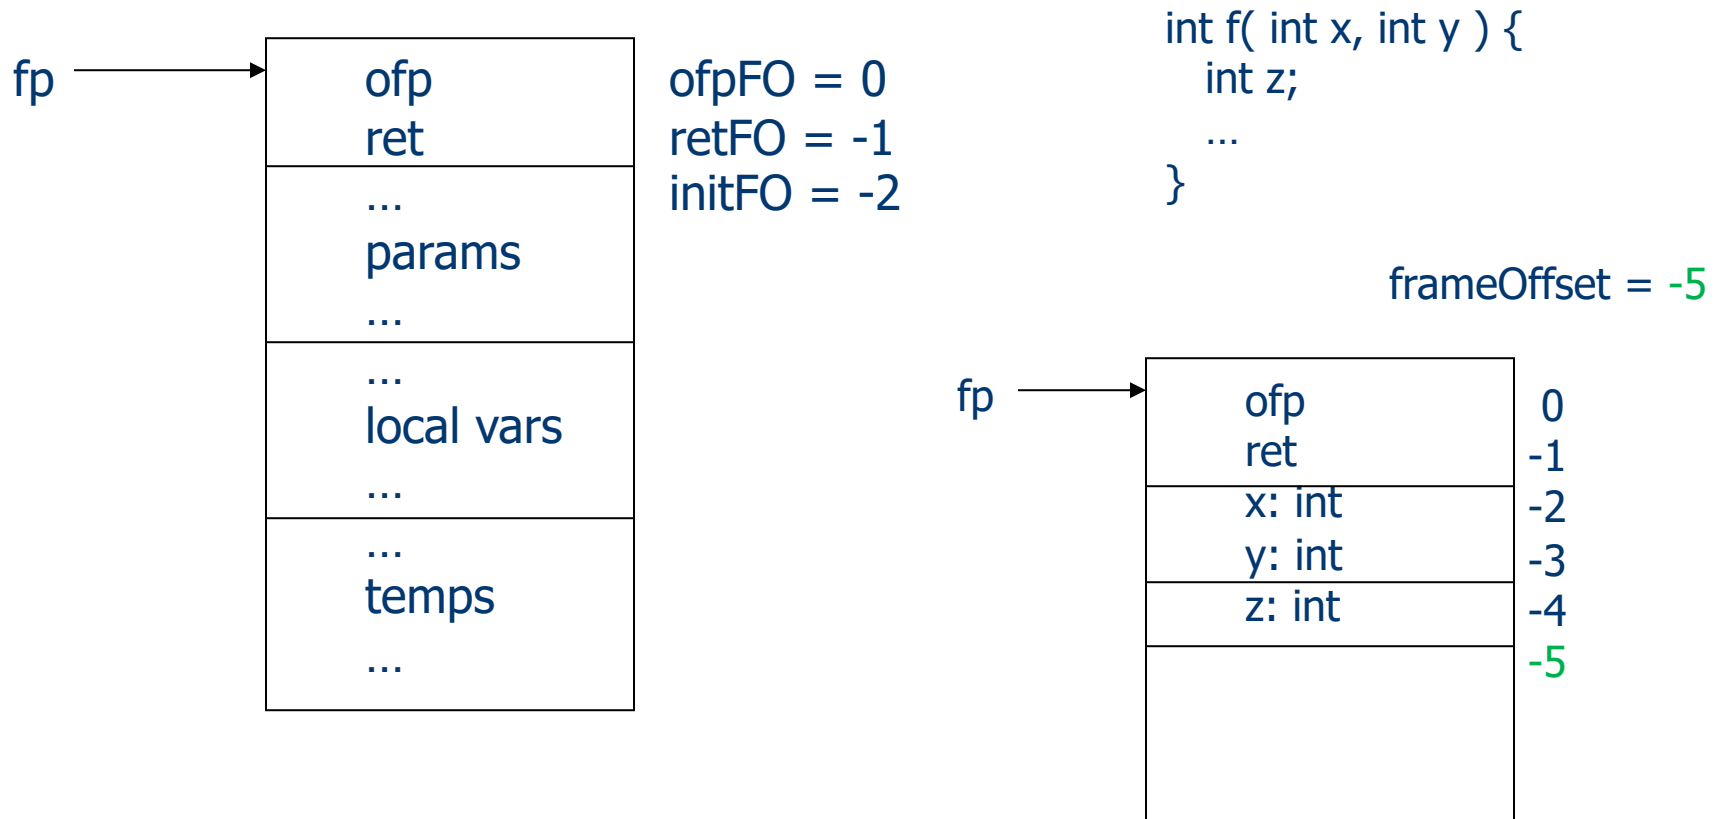 fp
ofp
ret
...
params
...
...
local vars
...
...
temps
...
ofpFO = 0
retFO = -1
initFO = -2
int f( int x, int y ) {
int z;
...
}
frameOffset = -5
fp
ofp 0
ret -1
x: int -2
y: int -3
z: int -4
-5